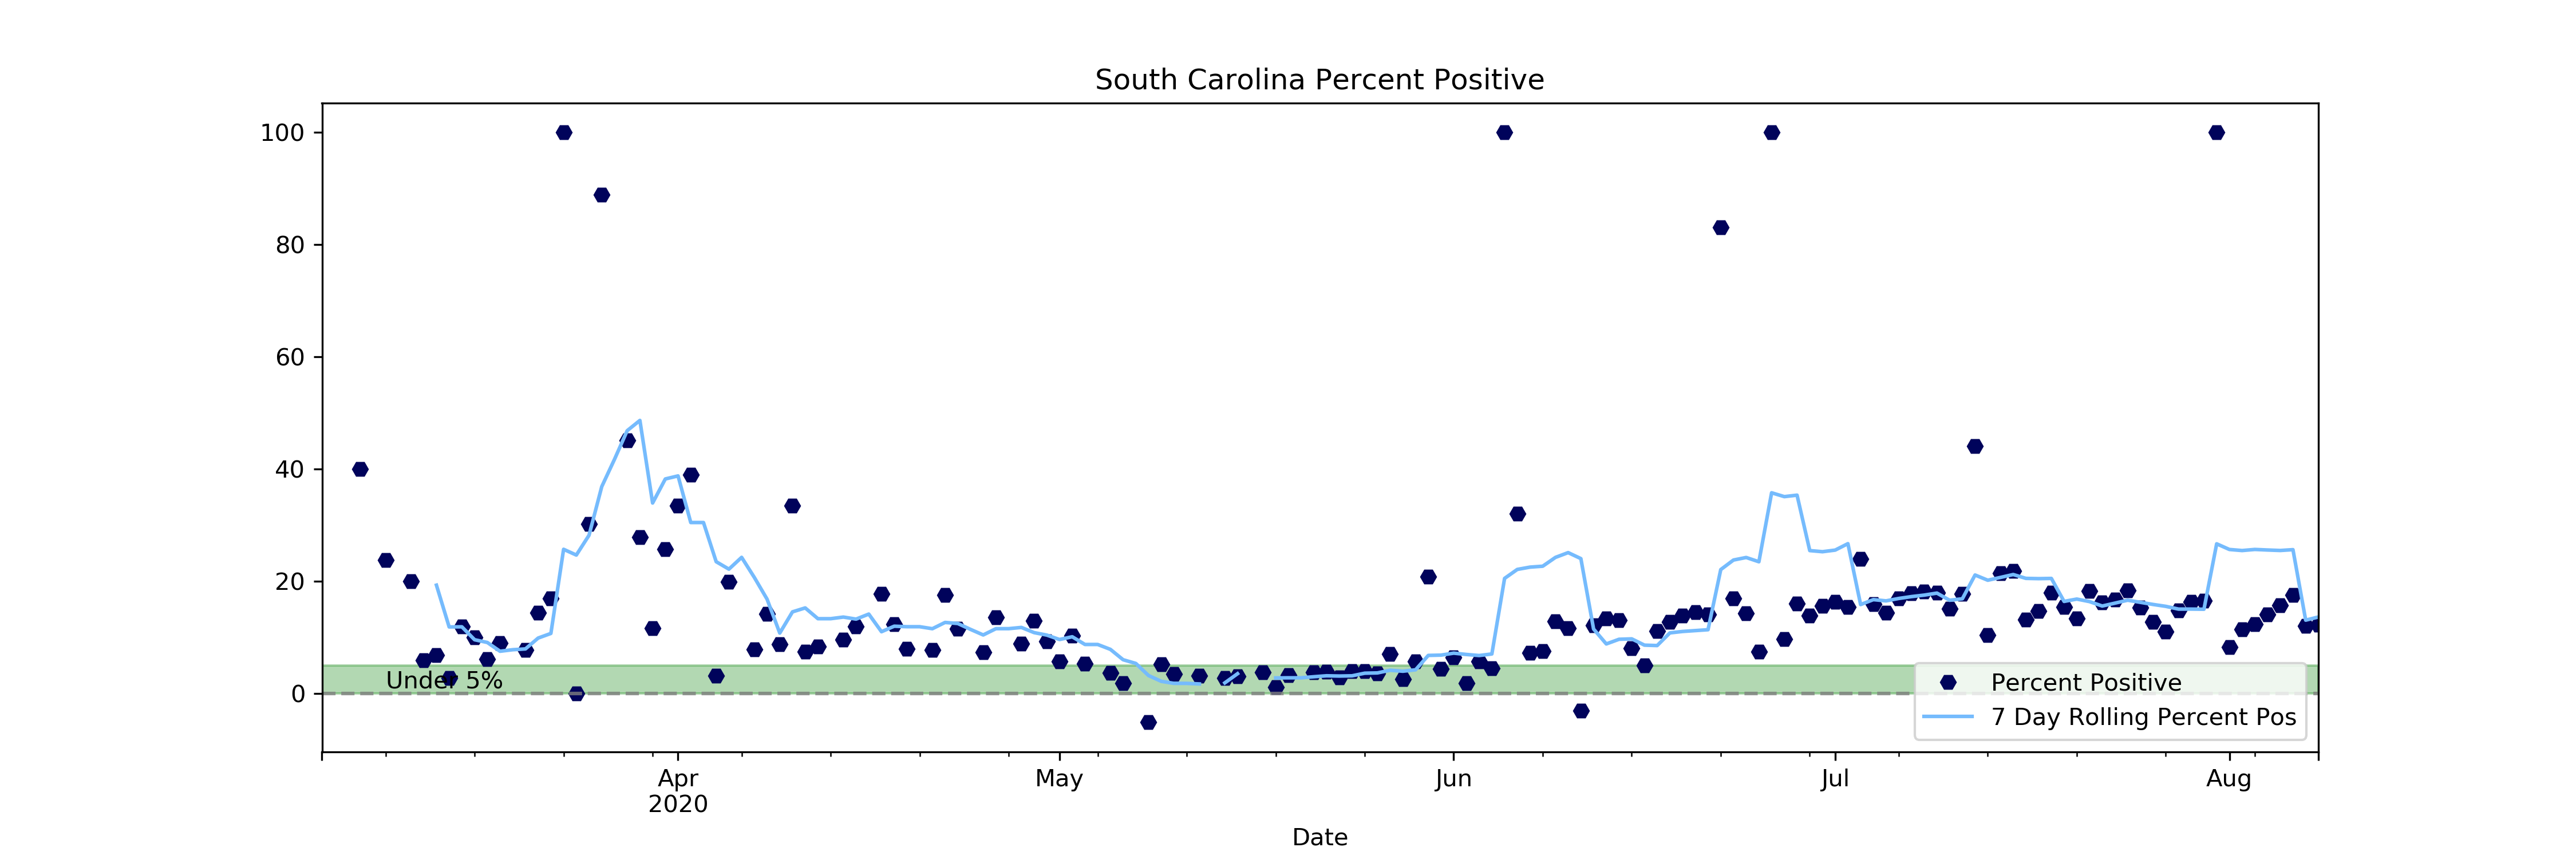 South Carolina Percent Positive
100
80
60
40
20
0
Under 5%
Percent Positive
7 Day Rolling Percent Pos
Apr
2020
May
Jun
Jul
Aug
Date